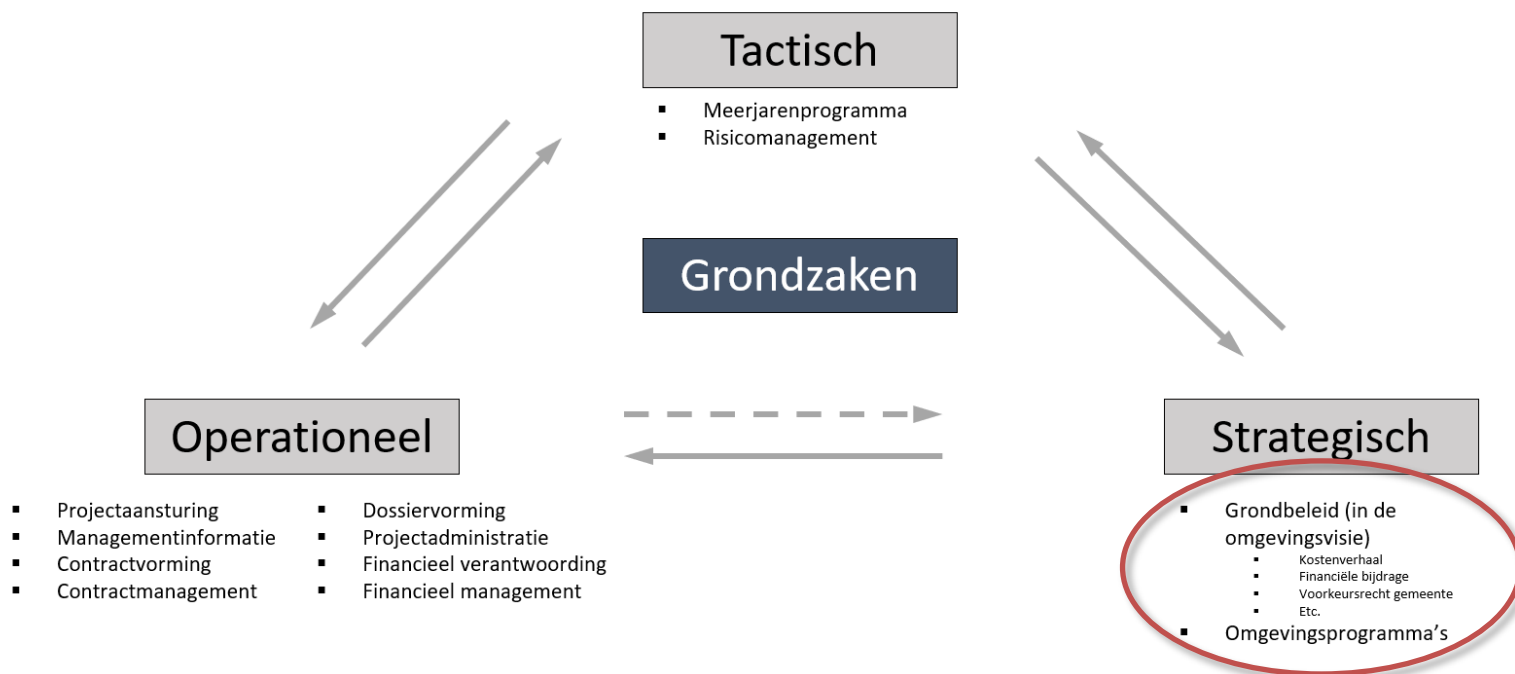 Tactisch
▪ Meerjarenprogramma
▪ Risicomanagement
Grondzaken
Operationeel
▪ Projectaansturing
▪ Managementinformatie
▪ Contractvorming
▪ Contractmanagement
▪ Dossiervorming
▪ Projectadministratie
▪ Financieel verantwoording
▪ Financieel management
Strategisch
▪ Grondbeleid (in de
omgevingsvisie)
▪ Kostenverhaal
▪ Financiële bijdrage
▪ Voorkeursrecht gemeente
▪ Etc.
▪ Omgevingsprogramma's